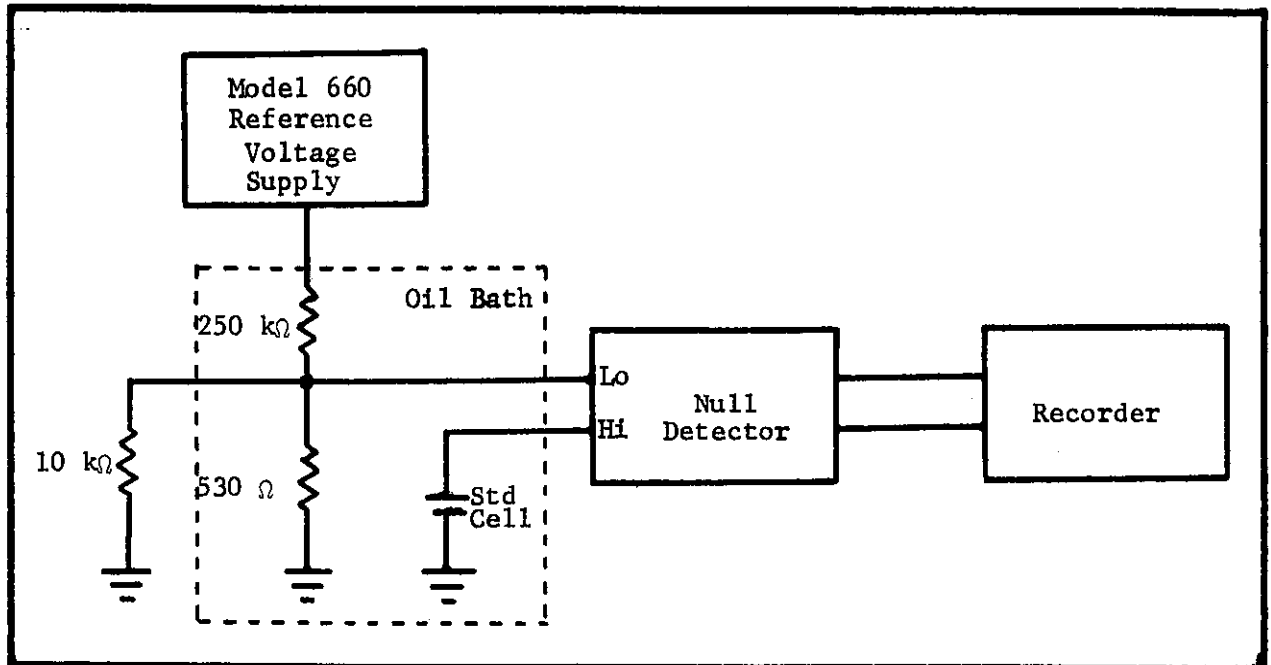 Model 660
Reference
Voltage
Supply
Oil Bath
250 kΩ
Lo
Hi
Null
Detector
Recorder
10 kΩ
530 Ω
Std
Cell